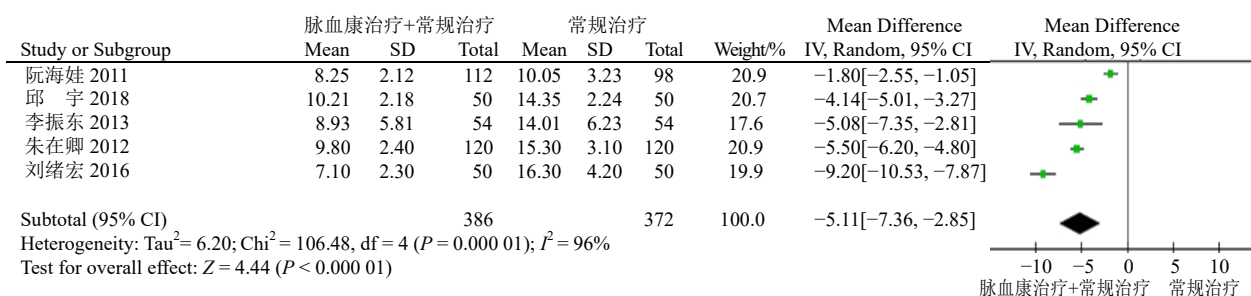 脉血康治疗+常规治疗 常规治疗 Mean Difference Mean Difference
Study or Subgroup Mean SD Total Mean SD Total Weight/% IV, Random, 95% CI IV, Random, 95% CI
阮海娃 2011 8.25 2.12 112 10.05 3.23 98 20.9 −1.80[−2.55, −1.05]
邱 宇 2018 10.21 2.18 50 14.35 2.24 50 20.7 −4.14[−5.01, −3.27]
李振东 2013 8.93 5.81 54 14.01 6.23 54 17.6 −5.08[−7.35, −2.81]
朱在卿 2012 9.80 2.40 120 15.30 3.10 120 20.9 −5.50[−6.20, −4.80]
刘绪宏 2016 7.10 2.30 50 16.30 4.20 50 19.9 −9.20[−10.53, −7.87]
Subtotal (95% CI) 386 372 100.0 −5.11[−7.36, −2.85]
Heterogeneity: Tau²= 6.20; Chi²= 106.48, df = 4 (P = 0.000 01); I² = 96%
Test for overall effect: Z = 4.44 (P < 0.000 01)
−10 −5 0 5 10
脉血康治疗+常规治疗 常规治疗